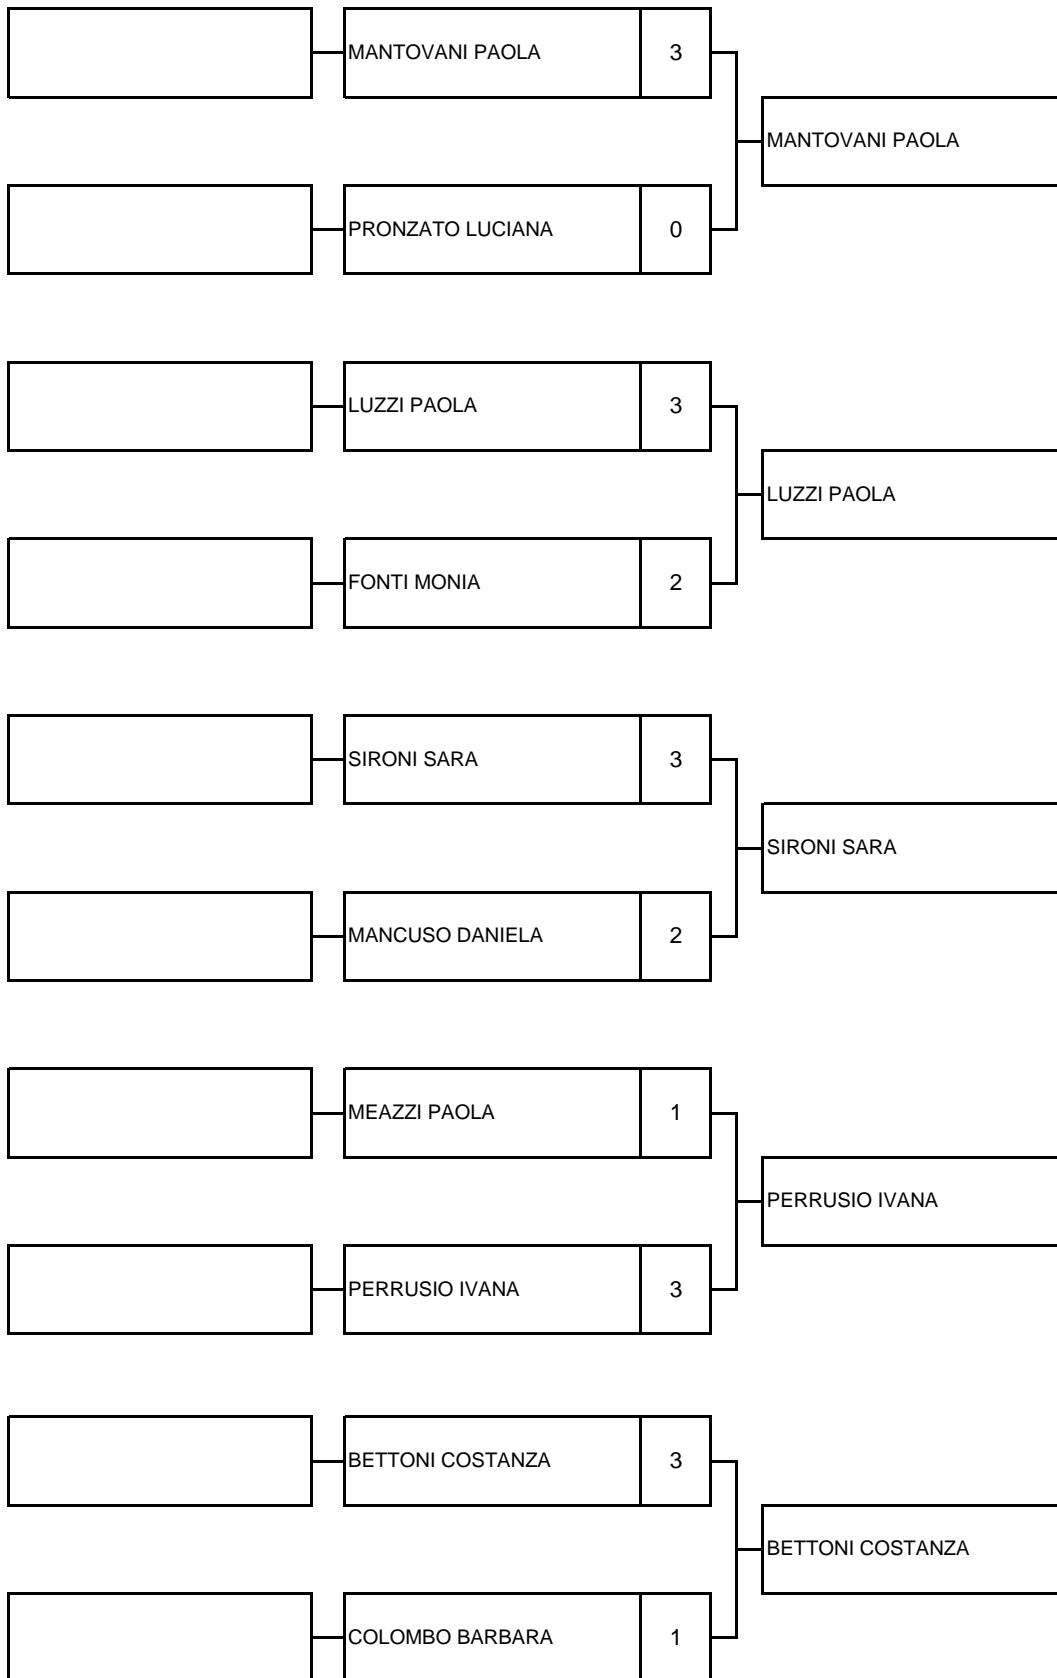 MANTOVANI PAOLA 3
MANTOVANI PAOLA
PRONZATO LUCIANA 0
LUZZI PAOLA 3
LUZZI PAOLA
FONTI MONIA 2
SIRONI SARA 3
SIRONI SARA
MANCUSO DANIELA 2
MEAZZI PAOLA 1
PERRUSIO IVANA
PERRUSIO IVANA 3
BETTONI COSTANZA 3
BETTONI COSTANZA
COLOMBO BARBARA 1